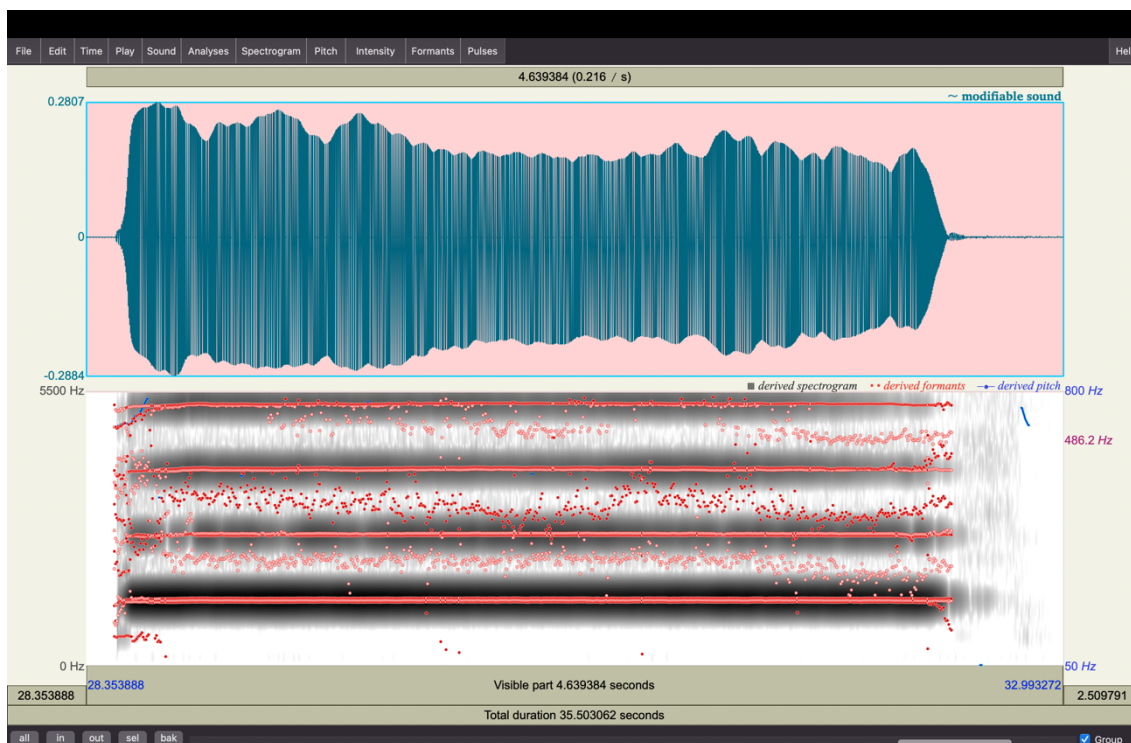 File Edit Time Play Sound Analyses Spectrogram Pitch Intensity Formants Pulses Hel
4.639384 (0.216 / s)
0.2807 ~ modifiable sound
0
-0.2884
5500 Hz derived spectrogram derived formants derived pitch 800 Hz
486.2 Hz
0 Hz 50 Hz
28.353888 Visible part 4.639384 seconds 32.993272
28.353888 2.509791
Total duration 35.503062 seconds
all in out sel bak Group